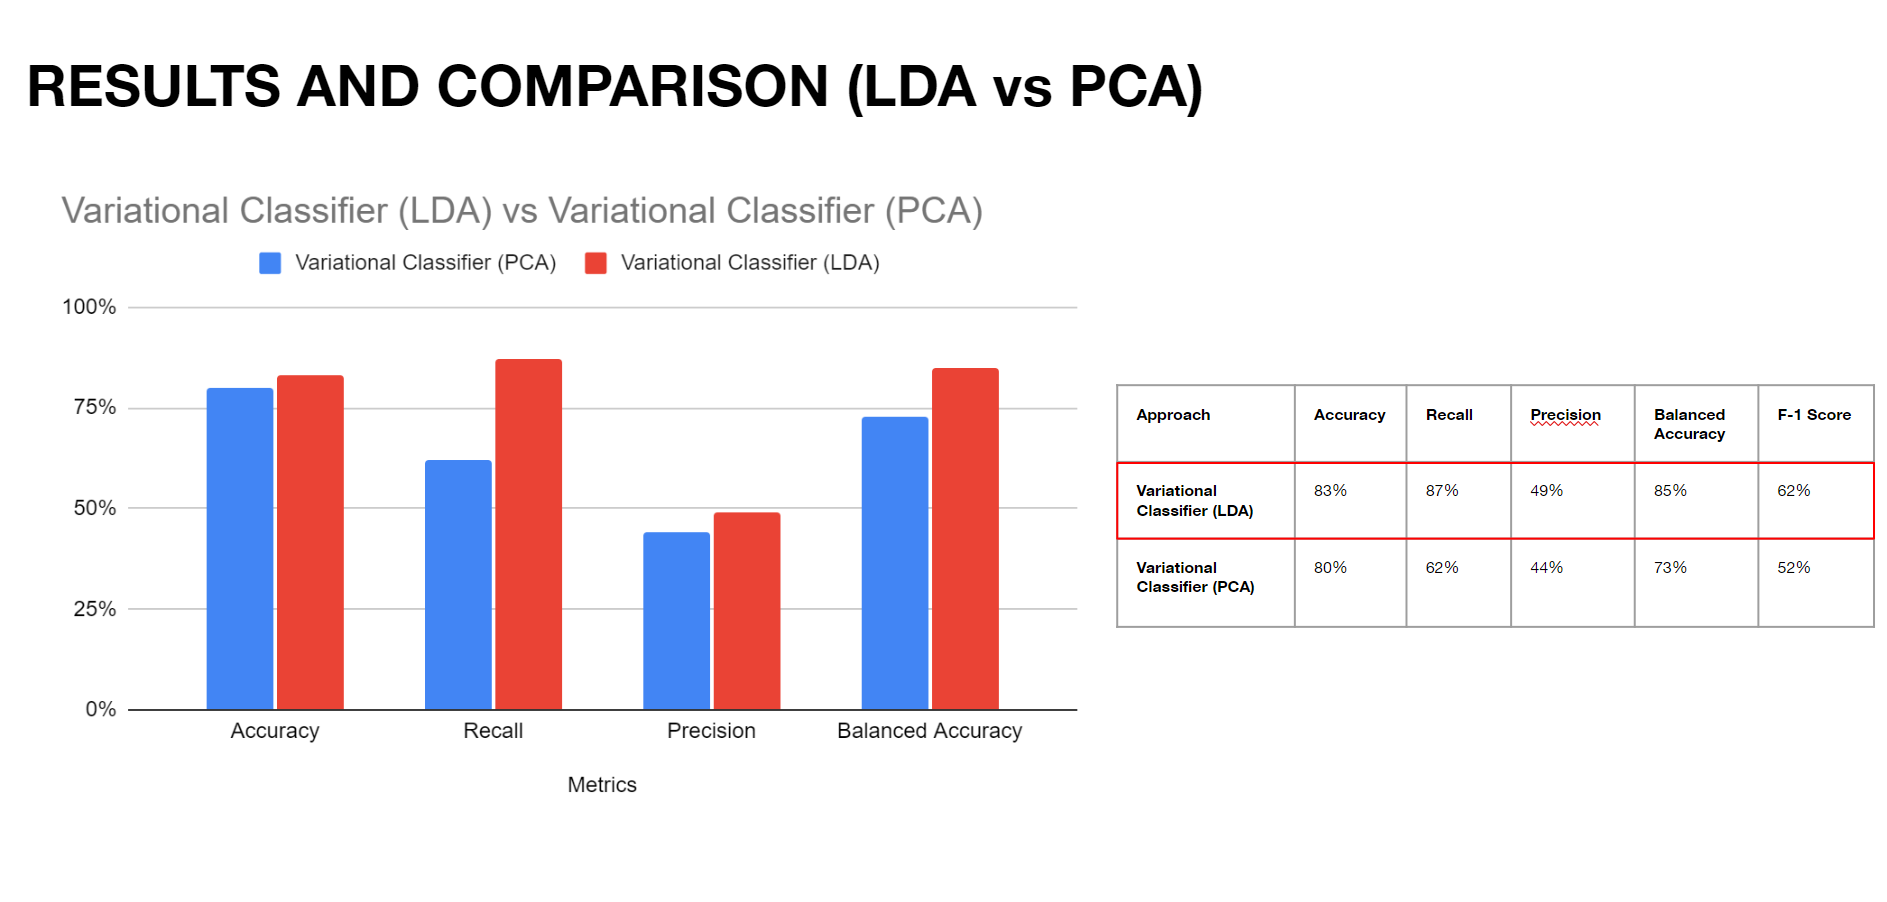 RESULTS AND COMPARISON (LDA vs PCA)
Variational Classifier (LDA) vs Variational Classifier (PCA)
Variational Classifier (PCA) Variational Classifier (LDA)
100%
75%
50%
25%
0%
Accuracy Recall Precision Balanced Accuracy
Metrics
Approach Accuracy Recall Precision Balanced F-1 Score
Accuracy
Variational 83% 87% 49% 85% 62%
Classifier (LDA)
Variational 80% 62% 44% 73% 52%
Classifier (PCA)